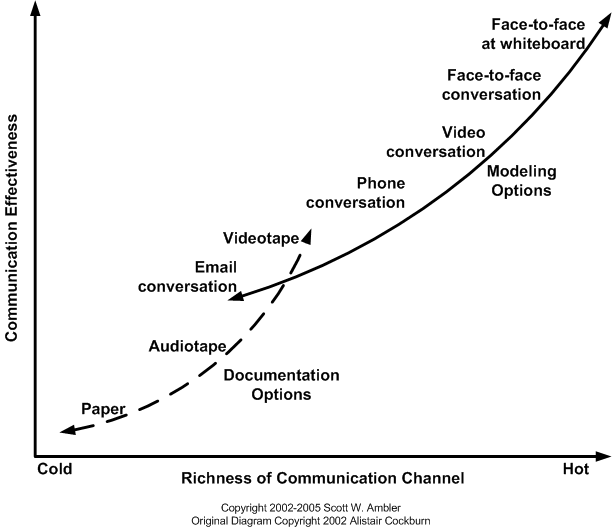 Face-to-face
at whiteboard
Face-to-face
conversation
Video
conversation
Modeling
Options
Phone
conversation
Videotape
Email
conversation
Audiotape
Documentation
Options
Paper
Communication Effectiveness
Cold
Hot
Richness of Communication Channel
Copyright 2002-2005 Scott W. Ambler
Original Diagram Copyright 2002 Alistair Cockburn